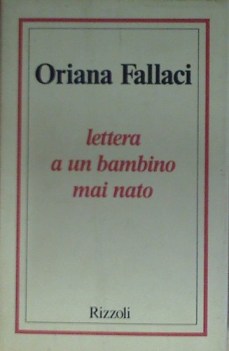 Oriana Fallaci
lettera
a un bambino
mai nato
Rizzoli